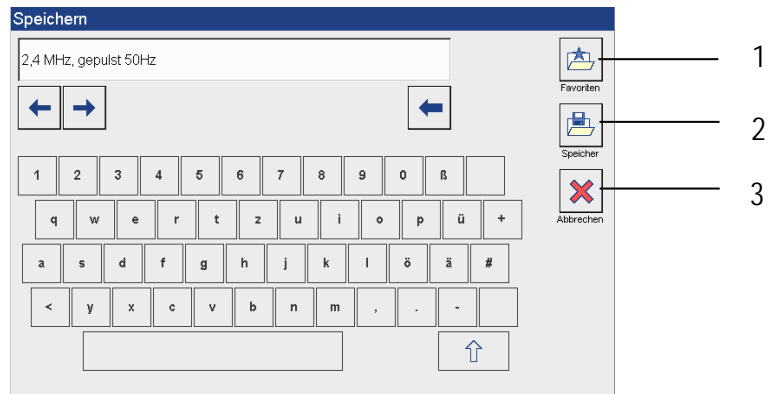 Speichern
2,4 MHz, gepulst 50Hz
Favoriten
1
Speicher
2
Abbrechen
3
1 2 3 4 5 6 7 8 9 0 ß
q w e r t z u i o p ü +
a s d f g h j k l ö ä #
< y x c v b n m , . -